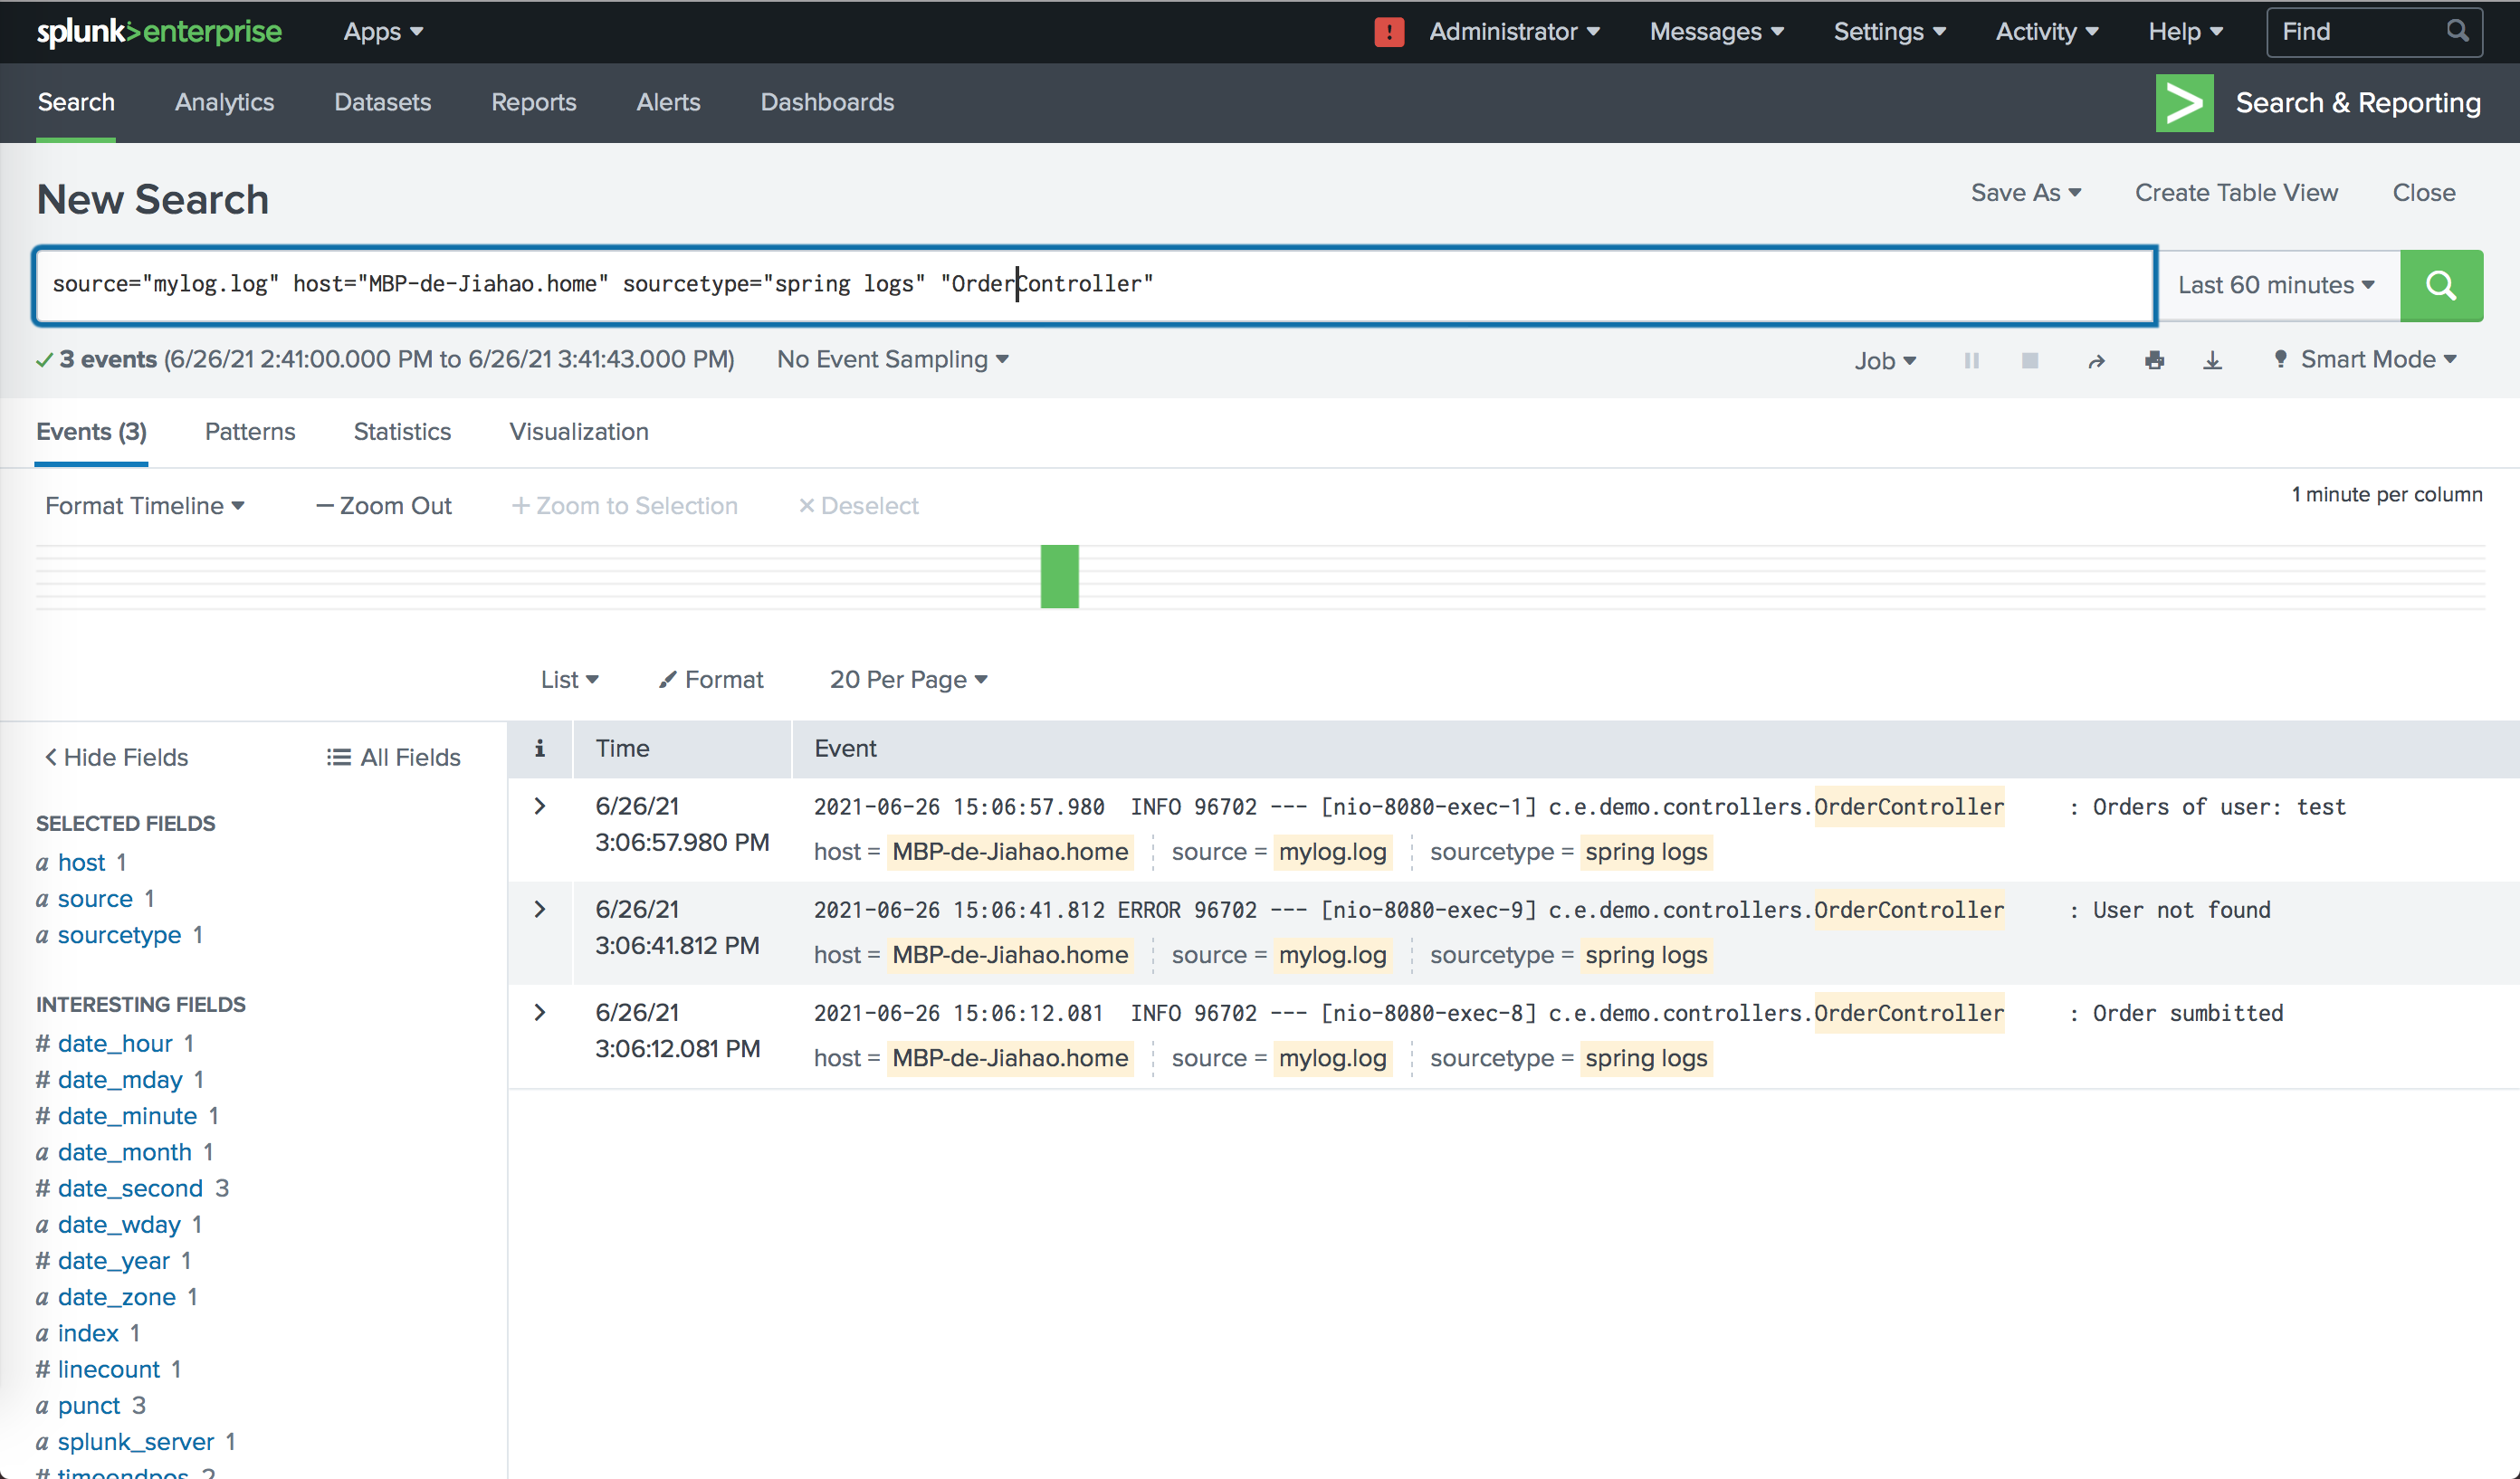 splunk>enterprise Apps ! Administrator Messages Settings Activity Help Find
Search Analytics Datasets Reports Alerts Dashboards > Search & Reporting
New Search Save As Create Table View Close
source="mylog.log" host="MBP-de-Jiahao.home" sourcetype="spring logs" "OrderController" Last 60 minutes
✓ 3 events (6/26/21 2:41:00.000 PM to 6/26/21 3:41:43.000 PM) No Event Sampling Job Smart Mode
Events (3) Patterns Statistics Visualization
Format Timeline — Zoom Out + Zoom to Selection × Deselect 1 minute per column
List Format 20 Per Page
< Hide Fields All Fields
SELECTED FIELDS
a host 1
a source 1
a sourcetype 1
INTERESTING FIELDS
# date_hour 1
# date_mday 1
# date_minute 1
a date_month 1
# date_second 3
a date_wday 1
# date_year 1
a date_zone 1
a index 1
# linecount 1
a punct 3
a splunk_server 1
# timeendpos 2
i Time Event
> 6/26/21 2021-06-26 15:06:57.980  INFO 96702 --- [nio-8080-exec-1] c.e.demo.controllers.OrderController     : Orders of user: test
3:06:57.980 PM host = MBP-de-Jiahao.home source = mylog.log sourcetype = spring logs
> 6/26/21 2021-06-26 15:06:41.812 ERROR 96702 --- [nio-8080-exec-9] c.e.demo.controllers.OrderController     : User not found
3:06:41.812 PM host = MBP-de-Jiahao.home source = mylog.log sourcetype = spring logs
> 6/26/21 2021-06-26 15:06:12.081  INFO 96702 --- [nio-8080-exec-8] c.e.demo.controllers.OrderController     : Order sumbitted
3:06:12.081 PM host = MBP-de-Jiahao.home source = mylog.log sourcetype = spring logs